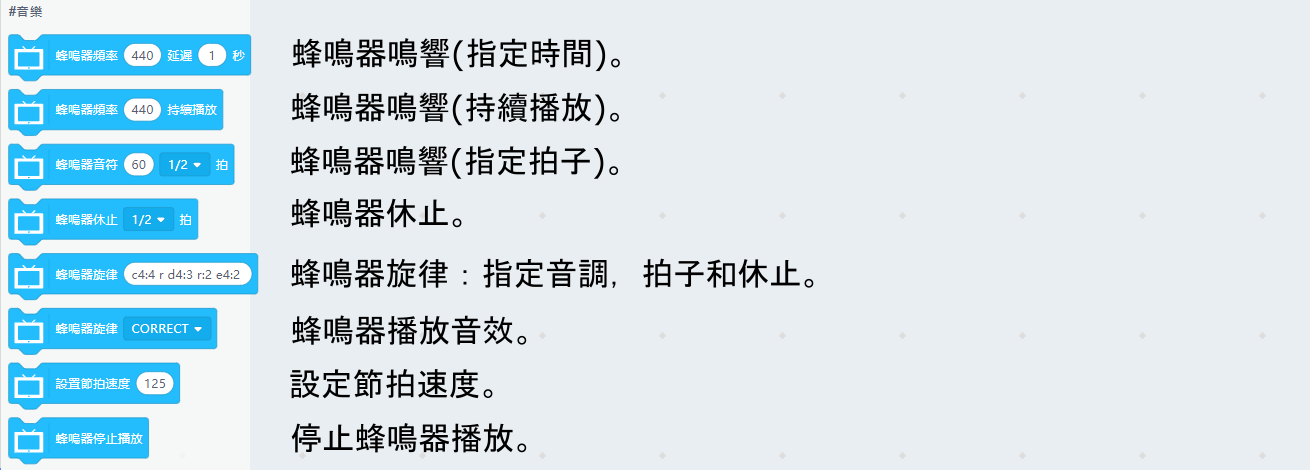 #音樂
蜂鳴器頻率 440 延遲 1 秒 蜂鳴器鳴響(指定時間)。
蜂鳴器頻率 440 持續播放 蜂鳴器鳴響(持續播放)。
蜂鳴器音符 60 1/2 拍 蜂鳴器鳴響(指定拍子)。
蜂鳴器休止 1/2 拍 蜂鳴器休止。
蜂鳴器旋律 c4:4 r d4:3 r:2 e4:2 蜂鳴器旋律：指定音調, 拍子和休止。
蜂鳴器旋律 CORRECT 蜂鳴器播放音效。
設置節拍速度 125 設定節拍速度。
蜂鳴器停止播放 停止蜂鳴器播放。